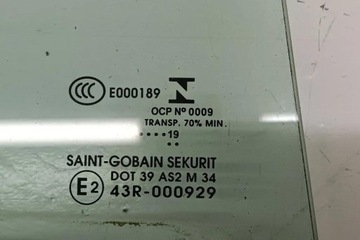 CCC E000189 N
OCP Nº 0009
TRANSP. 70% MIN.
.....19
..
SAINT-GOBAIN SEKURIT
E2 DOT 39 AS2 M 34
43R-000929